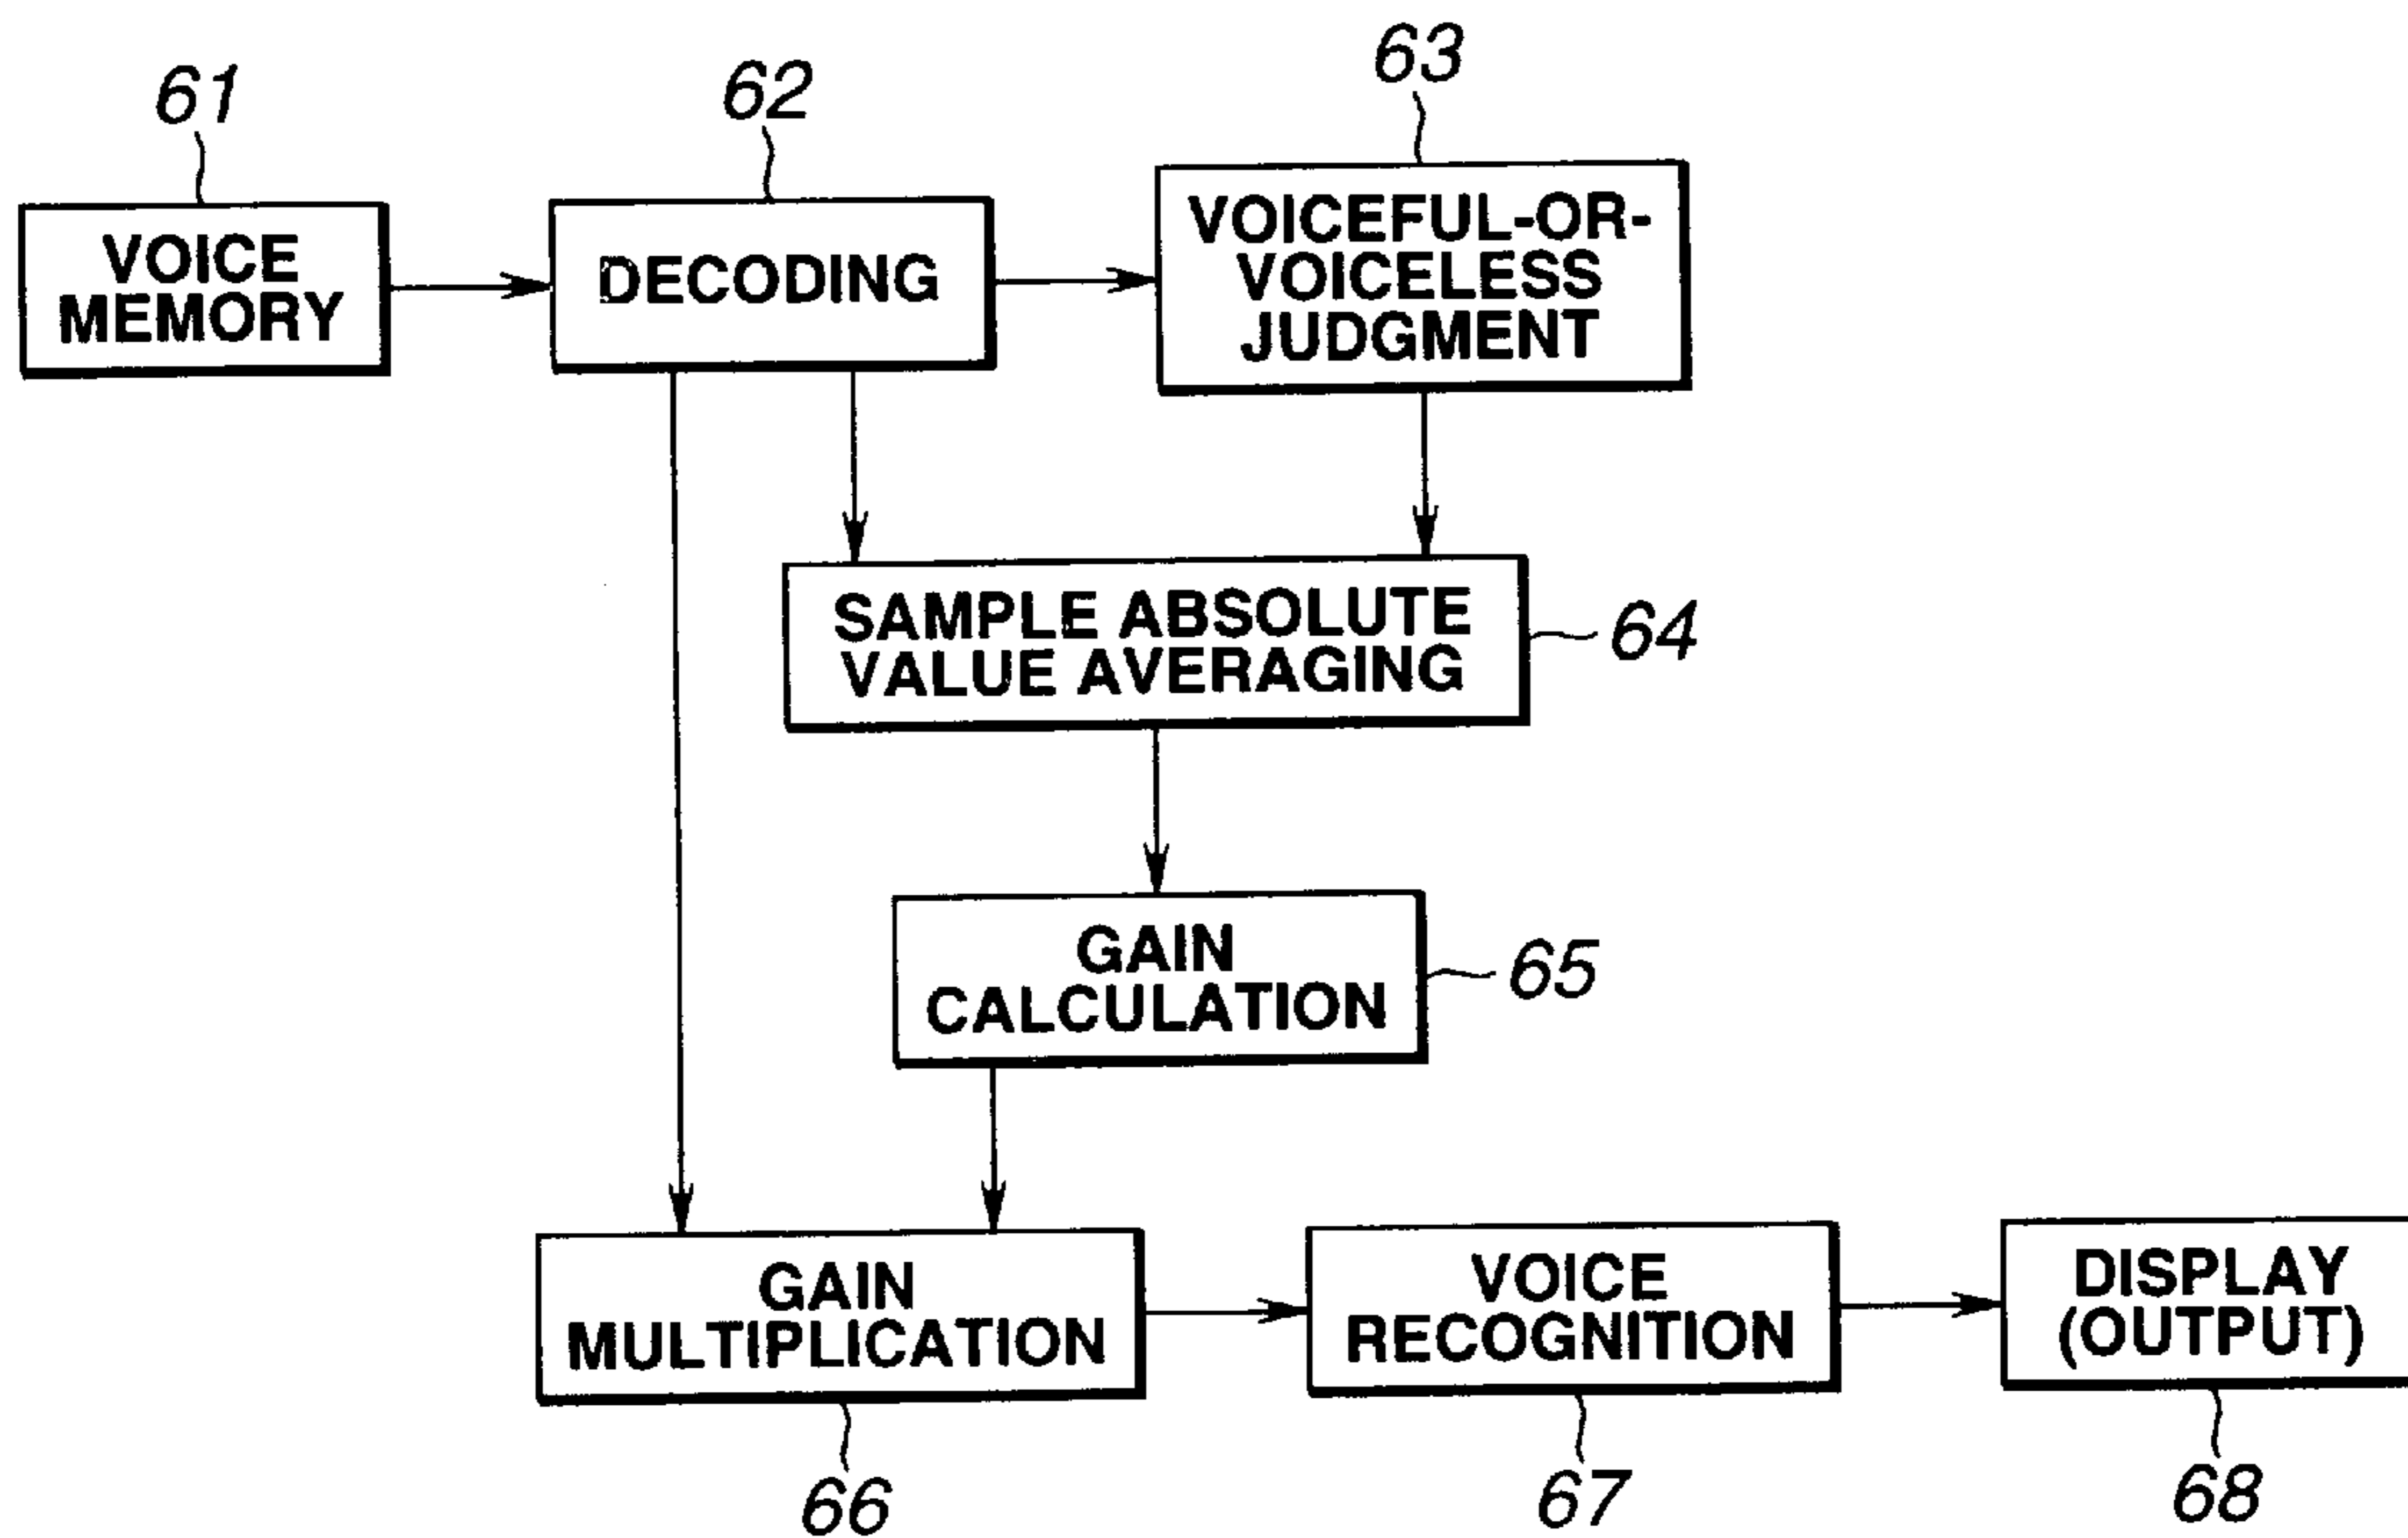 61
62
63
VOICE
MEMORY
DECODING
VOICEFUL-OR-
VOICELESS
JUDGMENT
SAMPLE ABSOLUTE
VALUE AVERAGING
64
GAIN
CALCULATION
65
GAIN
MULTIPLICATION
VOICE
RECOGNITION
DISPLAY
(OUTPUT)
66
67
68